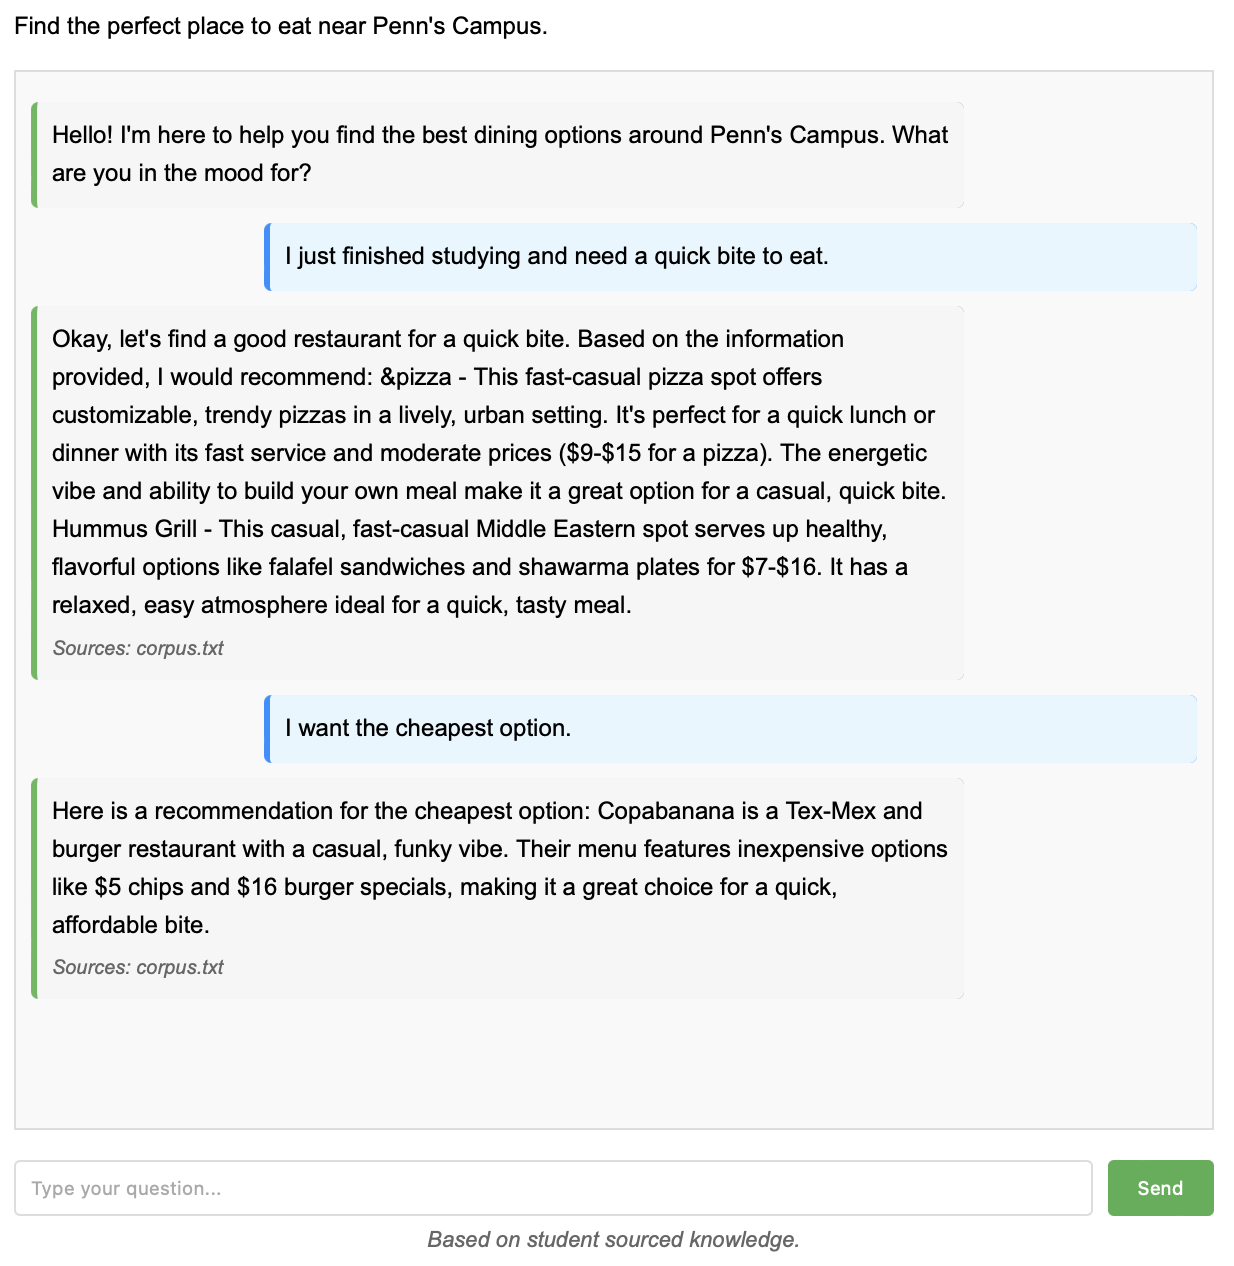 Find the perfect place to eat near Penn's Campus.
Hello! I'm here to help you find the best dining options around Penn's Campus. What
are you in the mood for?
I just finished studying and need a quick bite to eat.
Okay, let's find a good restaurant for a quick bite. Based on the information
provided, I would recommend: &pizza - This fast-casual pizza spot offers
customizable, trendy pizzas in a lively, urban setting. It's perfect for a quick lunch or
dinner with its fast service and moderate prices ($9-$15 for a pizza). The energetic
vibe and ability to build your own meal make it a great option for a casual, quick bite.
Hummus Grill - This casual, fast-casual Middle Eastern spot serves up healthy,
flavorful options like falafel sandwiches and shawarma plates for $7-$16. It has a
relaxed, easy atmosphere ideal for a quick, tasty meal.
Sources: corpus.txt
I want the cheapest option.
Here is a recommendation for the cheapest option: Copabanana is a Tex-Mex and
burger restaurant with a casual, funky vibe. Their menu features inexpensive options
like $5 chips and $16 burger specials, making it a great choice for a quick,
affordable bite.
Sources: corpus.txt
Type your question...
Send
Based on student sourced knowledge.